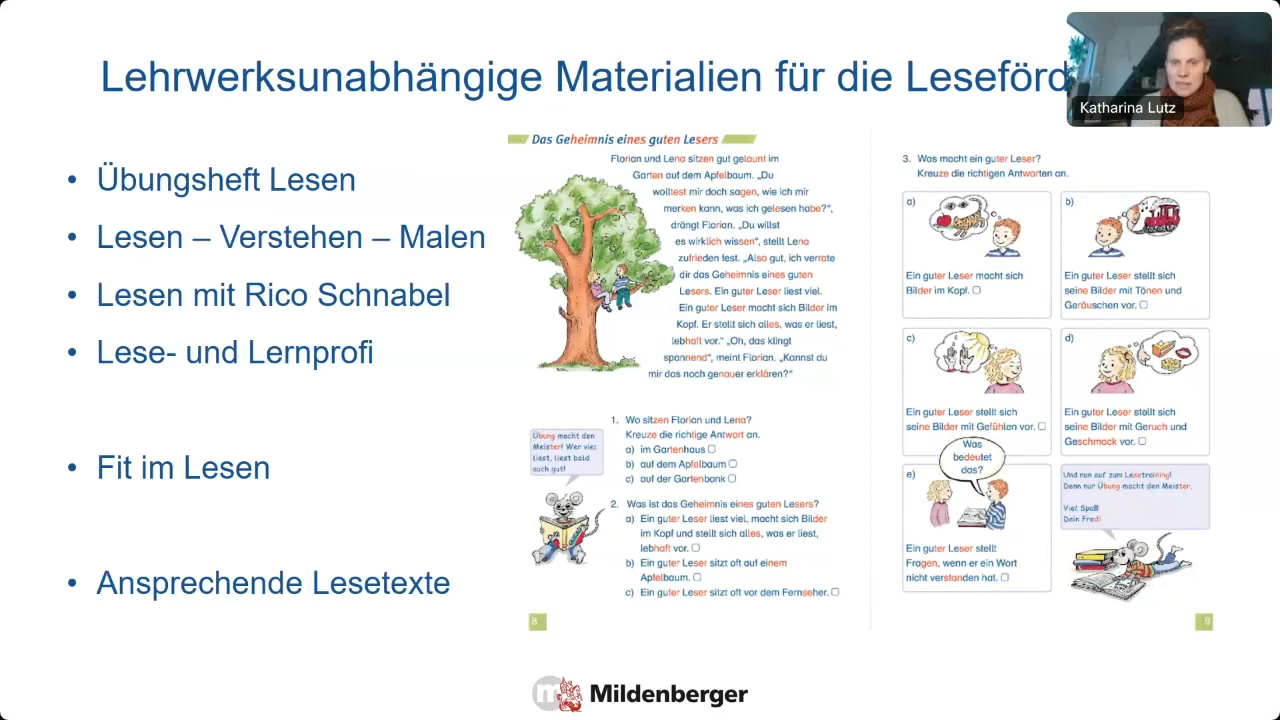 Lehrwerksunabhängige Materialien für die Leseförd
Katharina Lutz
• Übungsheft Lesen
• Lesen – Verstehen – Malen
• Lesen mit Rico Schnabel
• Lese- und Lernprofi
• Fit im Lesen
• Ansprechende Lesetexte
Das Geheimnis eines guten Lesers
Florian und Lena sitzen gut gelaunt im
Garten auf dem Apfelbaum. „Du
wolltest mir doch sagen, wie ich mir
merken kann, was ich gelesen habe?“,
drängt Florian. „Du willst
es wirklich wissen“, stellt Lena
zufrieden fest. „Also gut, ich verrate
dir das Geheimnis eines guten
Lesers. Ein guter Leser liest viel.
Ein guter Leser macht sich Bilder im
Kopf. Er stellt sich alles, was er liest,
lebhaft vor.“ „Oh, das klingt
spannend“, meint Florian. „Kannst du
mir das noch genauer erklären?“
Übung macht den
Meister! Wer viel
liest, liest bald
auch gut!
1. Wo sitzen Florian und Lena?
Kreuze die richtige Antwort an.
a) im Gartenhaus
b) auf dem Apfelbaum
c) auf der Gartenbank
2. Was ist das Geheimnis eines guten Lesers?
a) Ein guter Leser liest viel, macht sich Bilder
im Kopf und stellt sich alles, was er liest,
lebhaft vor.
b) Ein guter Leser sitzt oft auf einem
Apfelbaum.
c) Ein guter Leser sitzt oft vor dem Fernseher.
8
3. Was macht ein guter Leser?
Kreuze die richtigen Antworten an.
a)
Ein guter Leser macht sich
Bilder im Kopf.
b)
Ein guter Leser stellt sich
seine Bilder mit Tönen und
Geräuschen vor.
c)
Ein guter Leser stellt sich
seine Bilder mit Gefühlen vor.
d)
Ein guter Leser stellt sich
seine Bilder mit Geruch und
Geschmack vor.
e)
Was
bedeutet
das?
Ein guter Leser stellt
Fragen, wenn er ein Wort
nicht verstanden hat.
Und nun auf zum Lesetraining!
Denn nur Übung macht den Meister.
Viel Spaß!
Dein Fredi
9
m Mildenberger